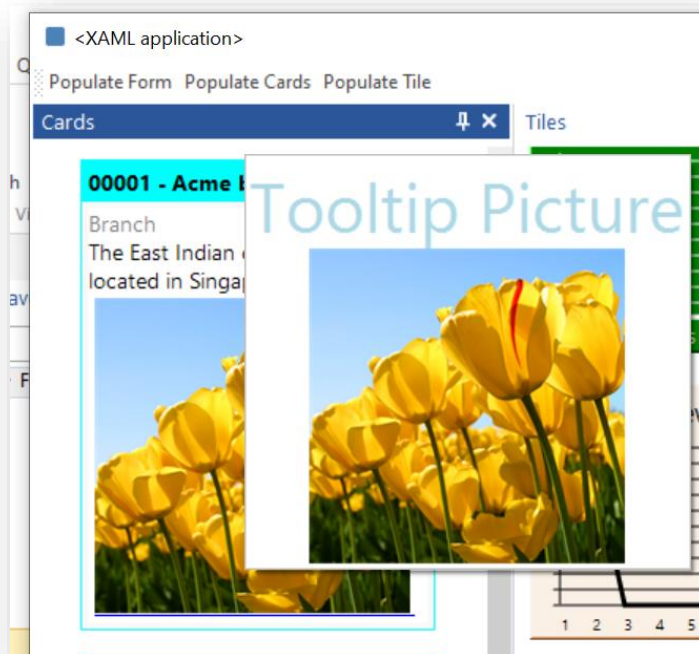 <XAML application>
Populate Form Populate Cards Populate Tile
Cards
Tiles
00001 - Acme
Tooltip Picture
Branch
The East Indian
located in
1 2 3 4 5